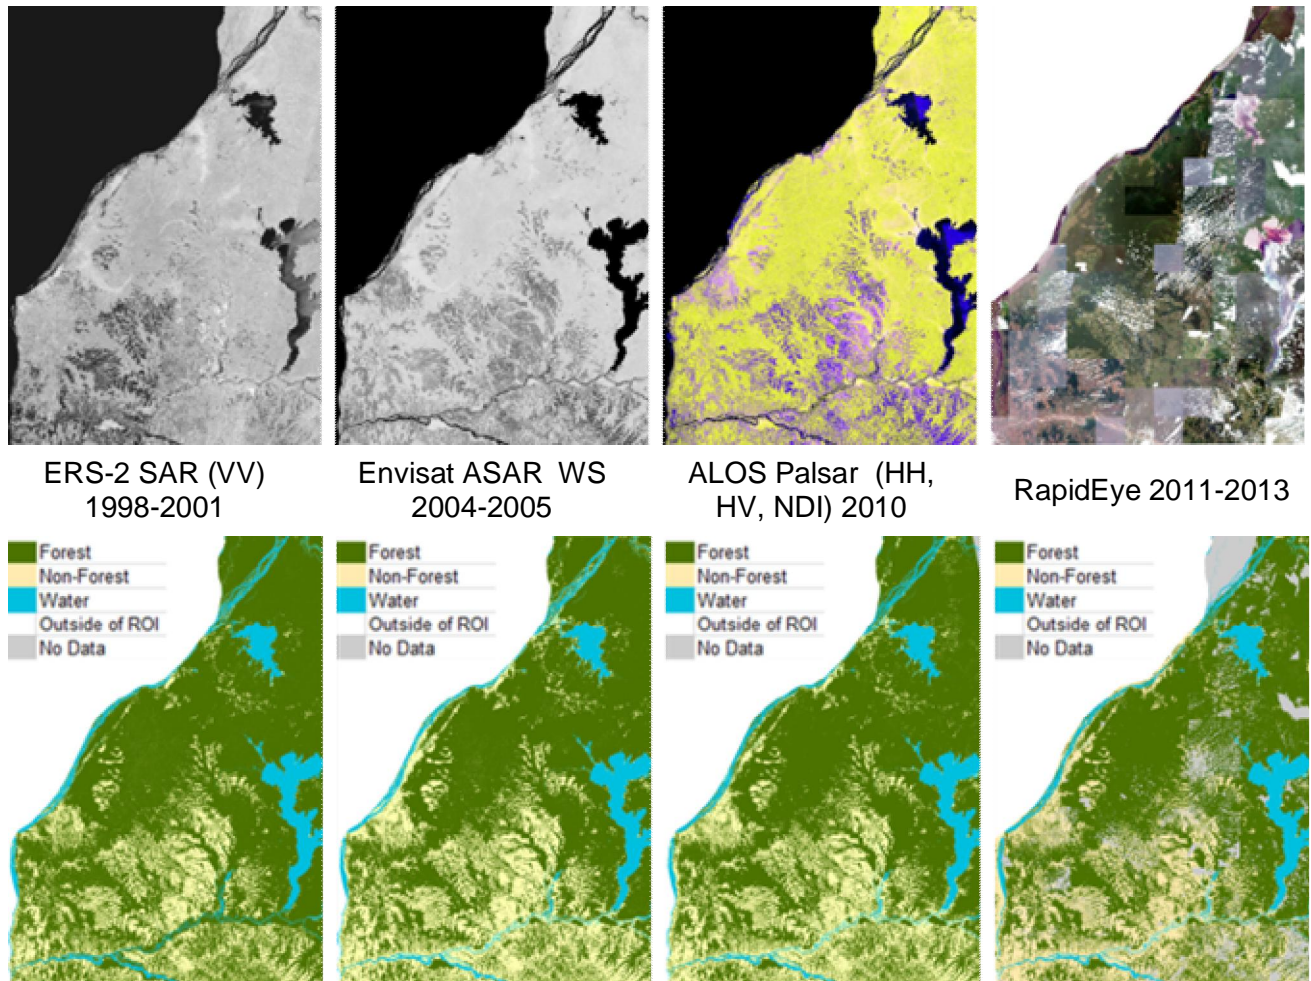 ERS-2 SAR (VV)
1998-2001
Envisat ASAR WS
2004-2005
ALOS Palsar (HH,
HV, NDI) 2010
RapidEye 2011-2013
Forest
Non-Forest
Water
Outside of ROI
No Data
Forest
Non-Forest
Water
Outside of ROI
No Data
Forest
Non-Forest
Water
Outside of ROI
No Data
Forest
Non-Forest
Water
Outside of ROI
No Data